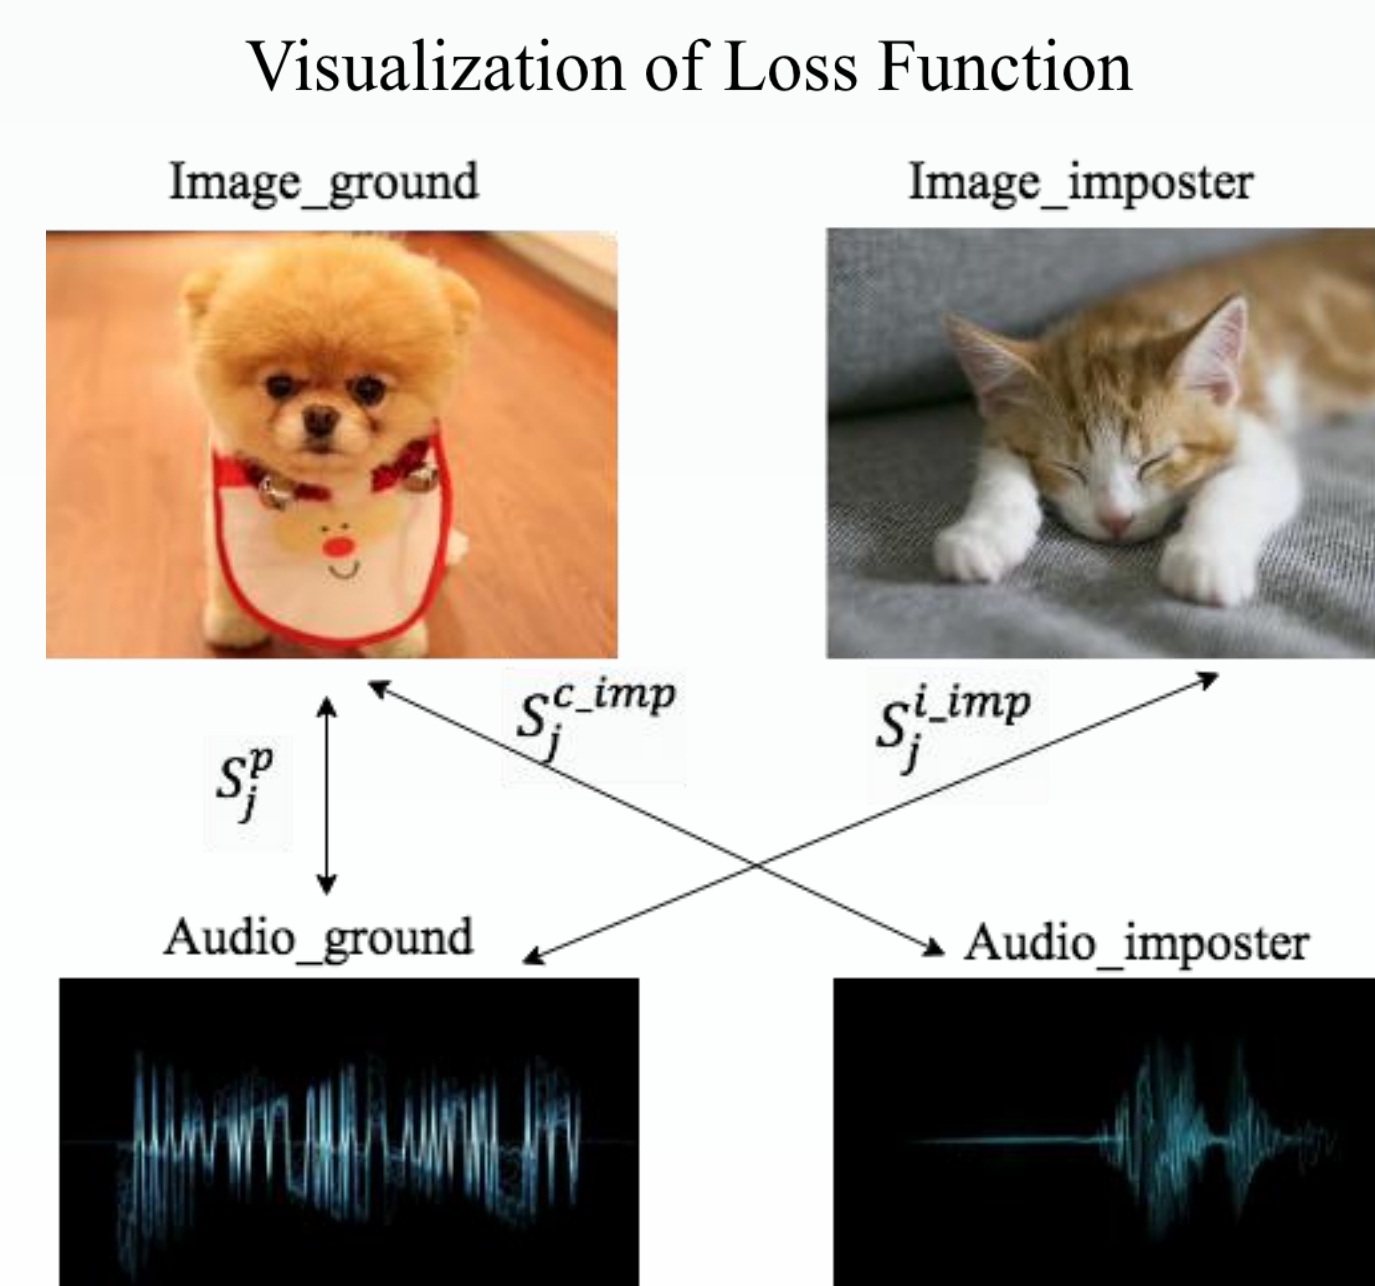 Visualization of Loss Function
Image_ground
Image_imposter
S_j^{c_imp}
S_j^{i_imp}
S_j^p
Audio_ground
Audio_imposter